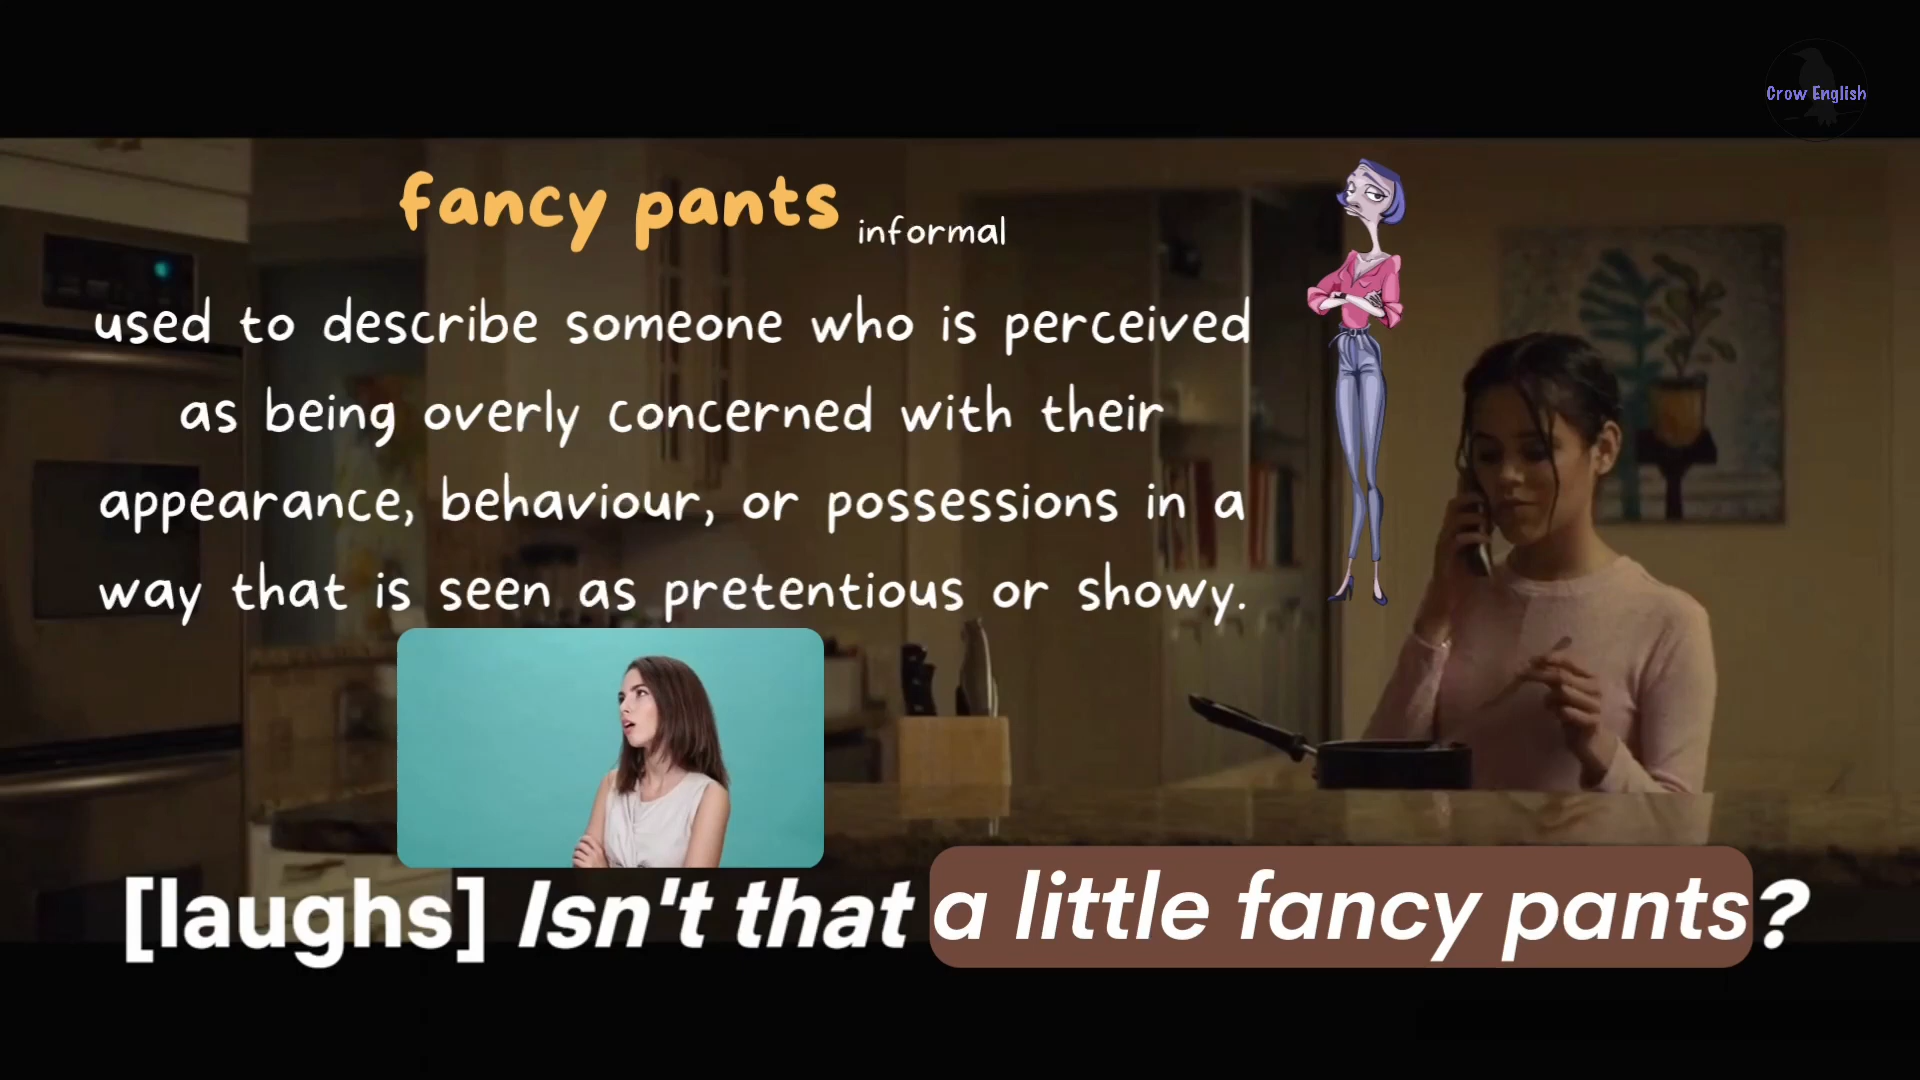 Crow English
fancy pants informal
used to describe someone who is perceived
as being overly concerned with their
appearance, behaviour, or possessions in a
way that is seen as pretentious or showy.
[laughs] Isn't that a little fancy pants?